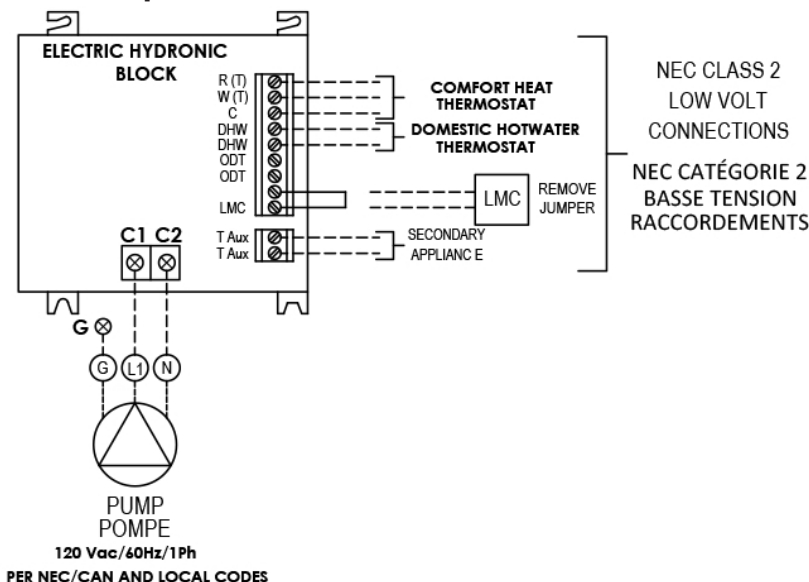 ELECTRIC HYDRONIC
BLOCK
R (T)
W (T)
C
DHW
DHW
ODT
ODT
LMC
T Aux
T Aux
COMFORT HEAT
THERMOSTAT
DOMESTIC HOTWATER
THERMOSTAT
LMC
REMOVE
JUMPER
SECONDARY
APPLIANC E
NEC CLASS 2
LOW VOLT
CONNECTIONS
NEC CATÉGORIE 2
BASSE TENSION
RACCORDEMENTS
C1 C2
G
G L1 N
PUMP
POMPE
120 Vac/60Hz/1Ph
PER NEC/CAN AND LOCAL CODES